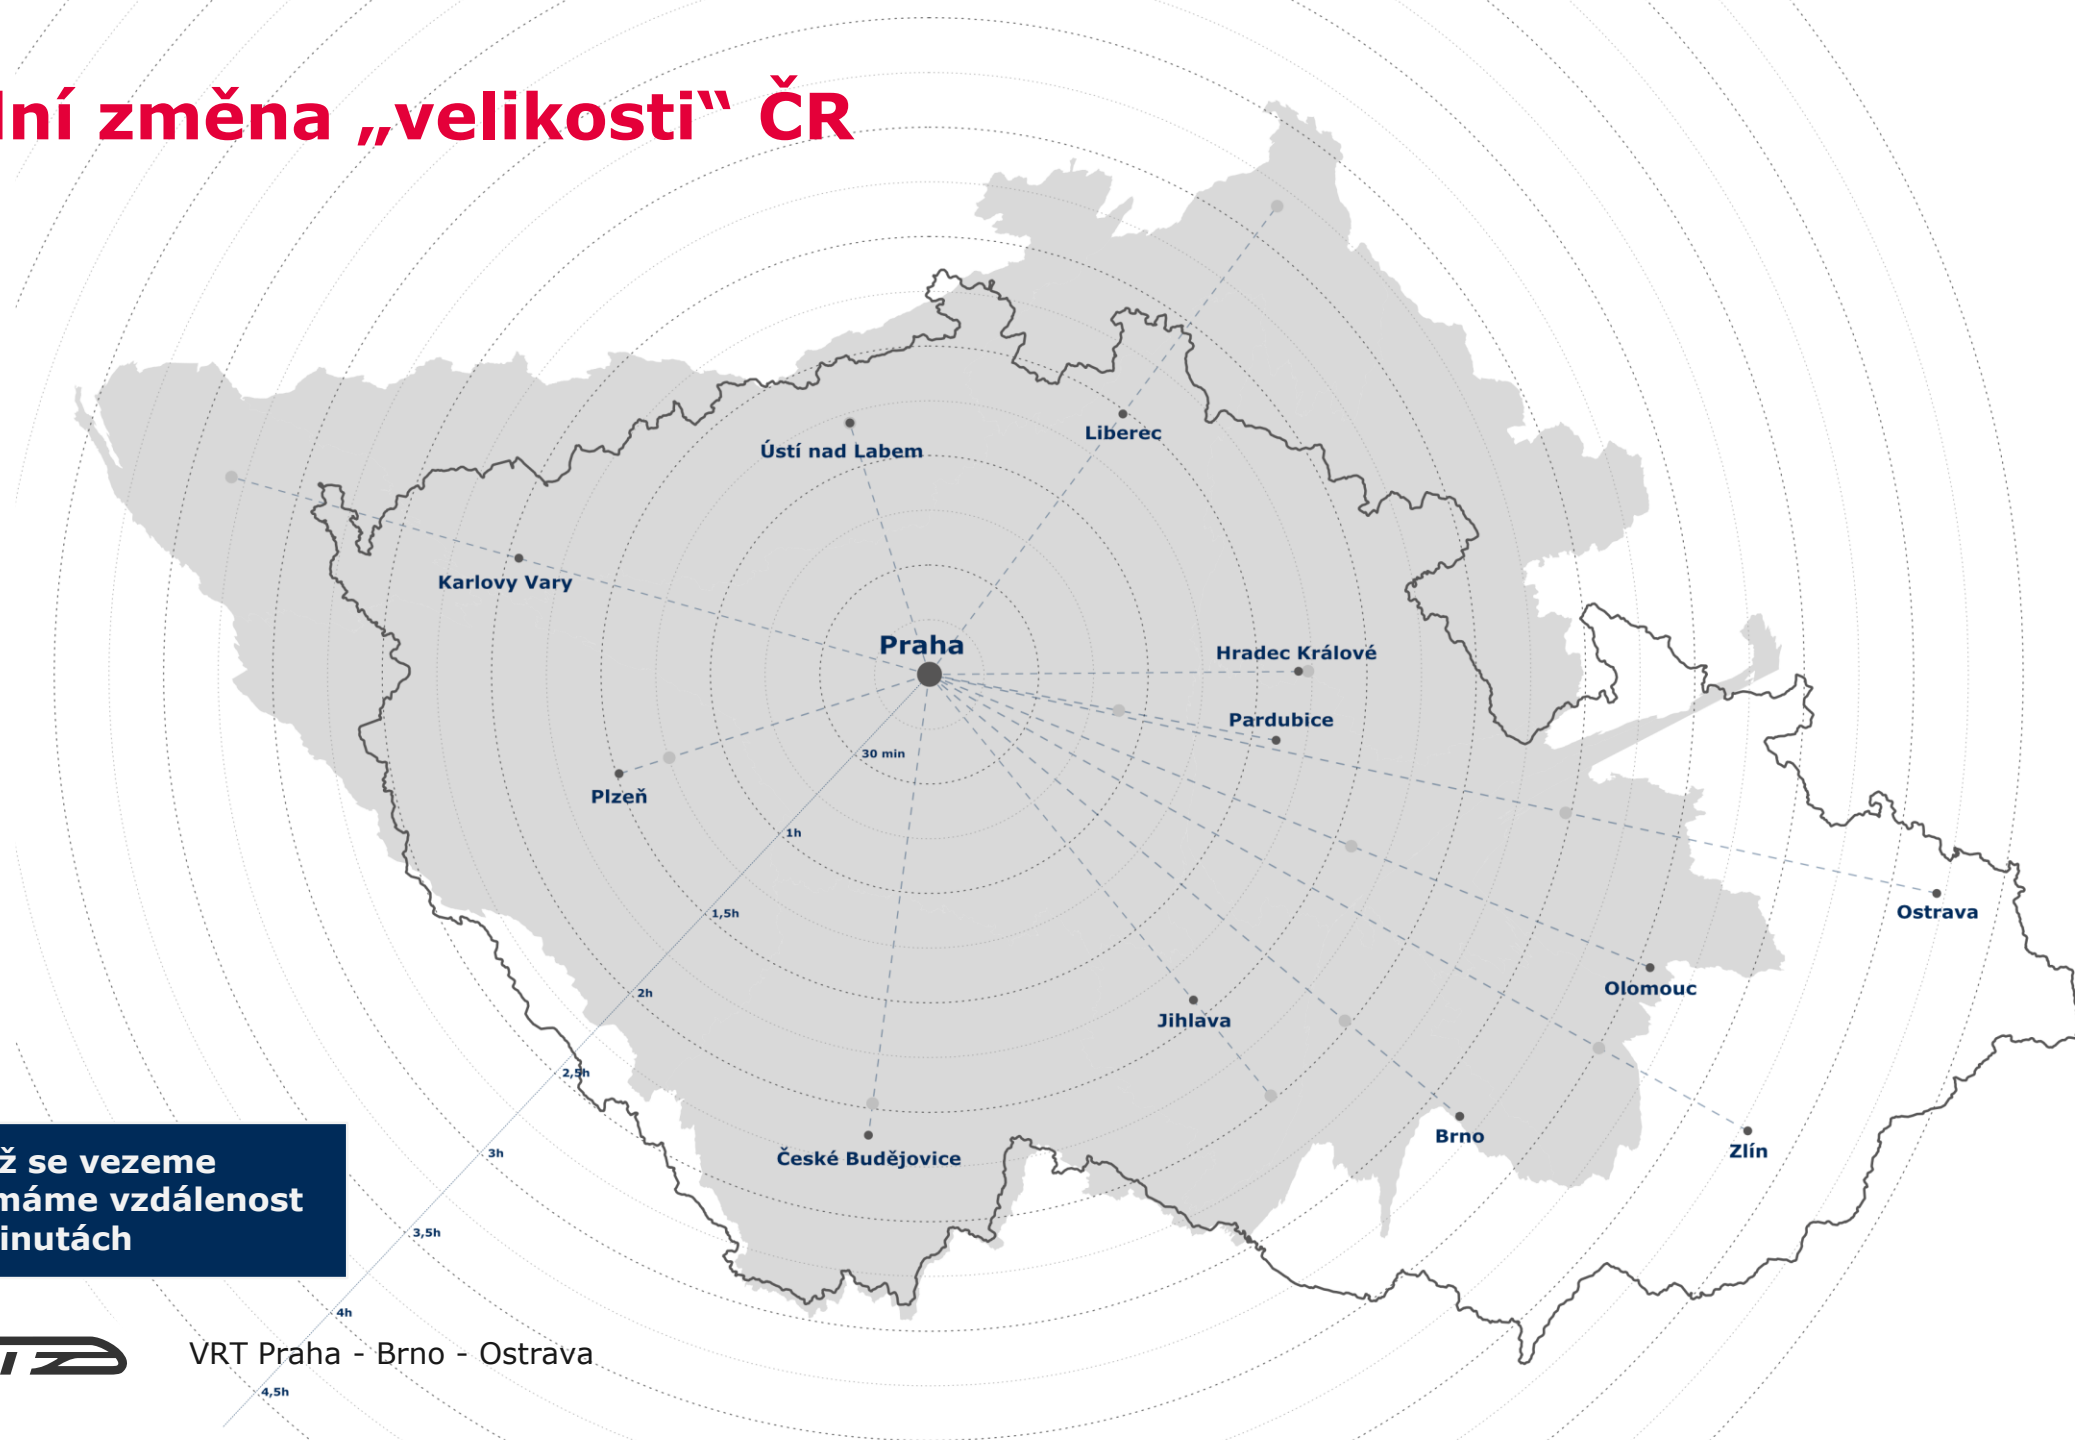 lní změna „velikosti“ ČR
Ústí nad Labem
Liberec
Karlovy Vary
Praha
Hradec Králové
Pardubice
Plzeň
Ostrava
Olomouc
Jihlava
Brno
Zlín
České Budějovice
30 min
1h
1,5h
2h
2,5h
3h
3,5h
4h
4,5h
ž se vezeme
máme vzdálenost
inutách
VRT Praha - Brno - Ostrava